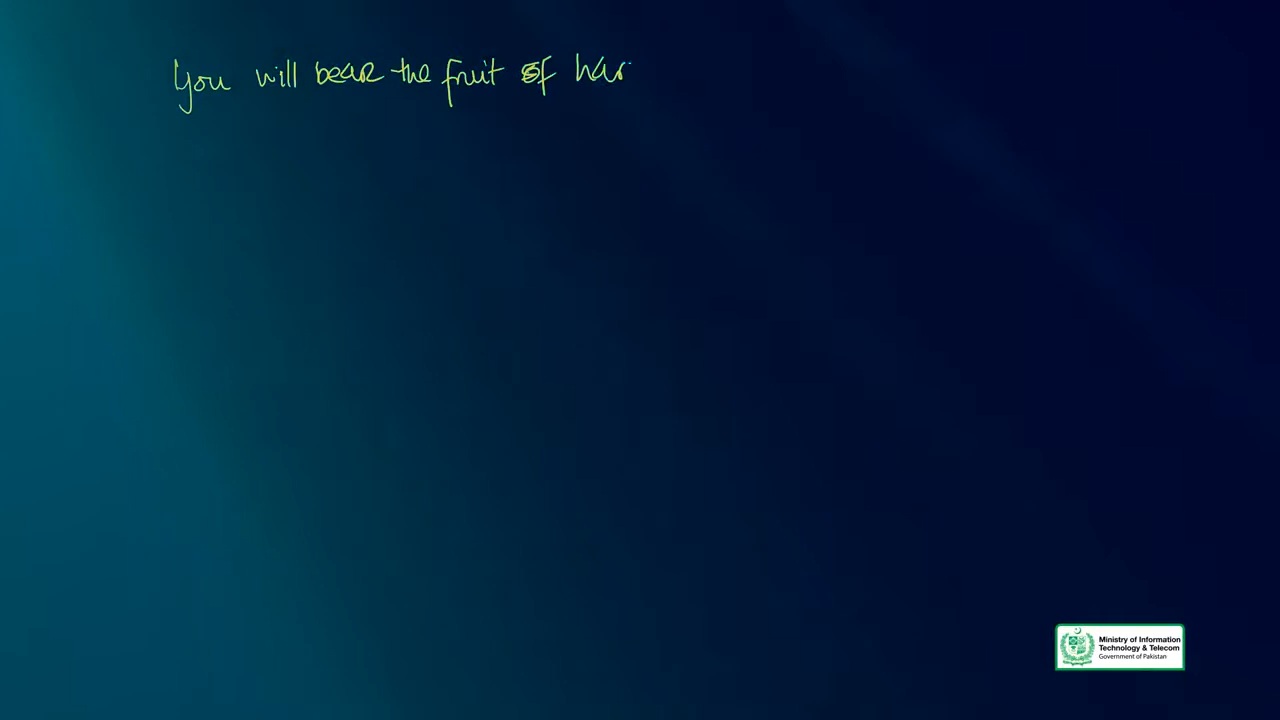 You will bear the fruit of har
Ministry of Information
Technology & Telecom
Government of Pakistan